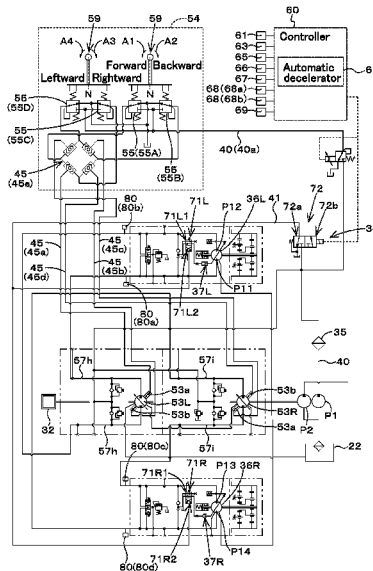 59
54
60
A4
A3
A1
A2
Forward
Backward
Leftward
Rightward
N
N
61
63
65
66
67
68(68a)
68(68b)
69
Controller
Automatic
decelerator
6
55
(55D)
55
(55C)
55(55A)
55
(55B)
40(40a)
45
(45a)
80
(80b)
71L1
71L
P12
36L
41
72
72a
72b
3
45
(45a)
45
(45c)
45
(45d)
45
(45b)
71L2
37L
P11
80
(80a)
35
40
57h
57i
53a
53L
53b
53b
53R
53a
32
P1
P2
57h
57i
22
80(80c)
71R1
71R
P13
36R
71R2
37R
P14
80(80d)